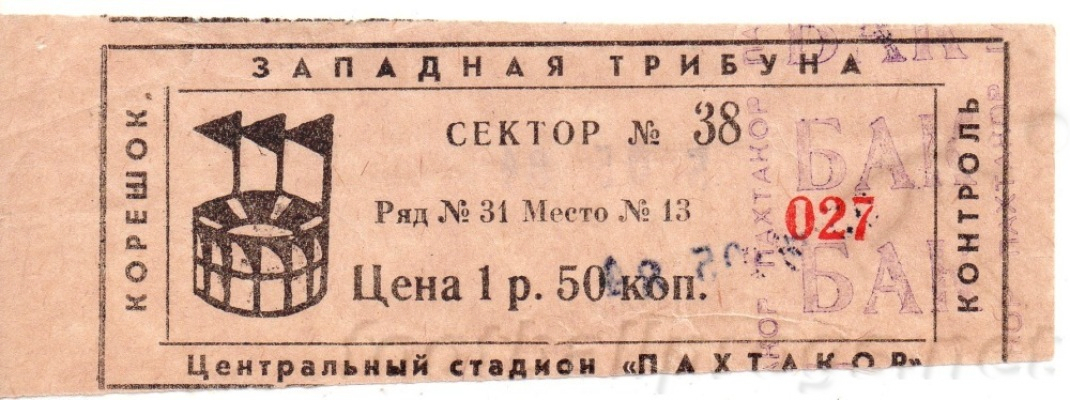 ЗАПАДНАЯ ТРИБУНА
КОРЕШОК.
СЕКТОР № 38
Ряд № 31 Место № 13
027
Цена 1 р. 50 коп.
КОНТРОЛЬ
Центральный стадион «ПАХТАКОР»
ПАХТАКОР